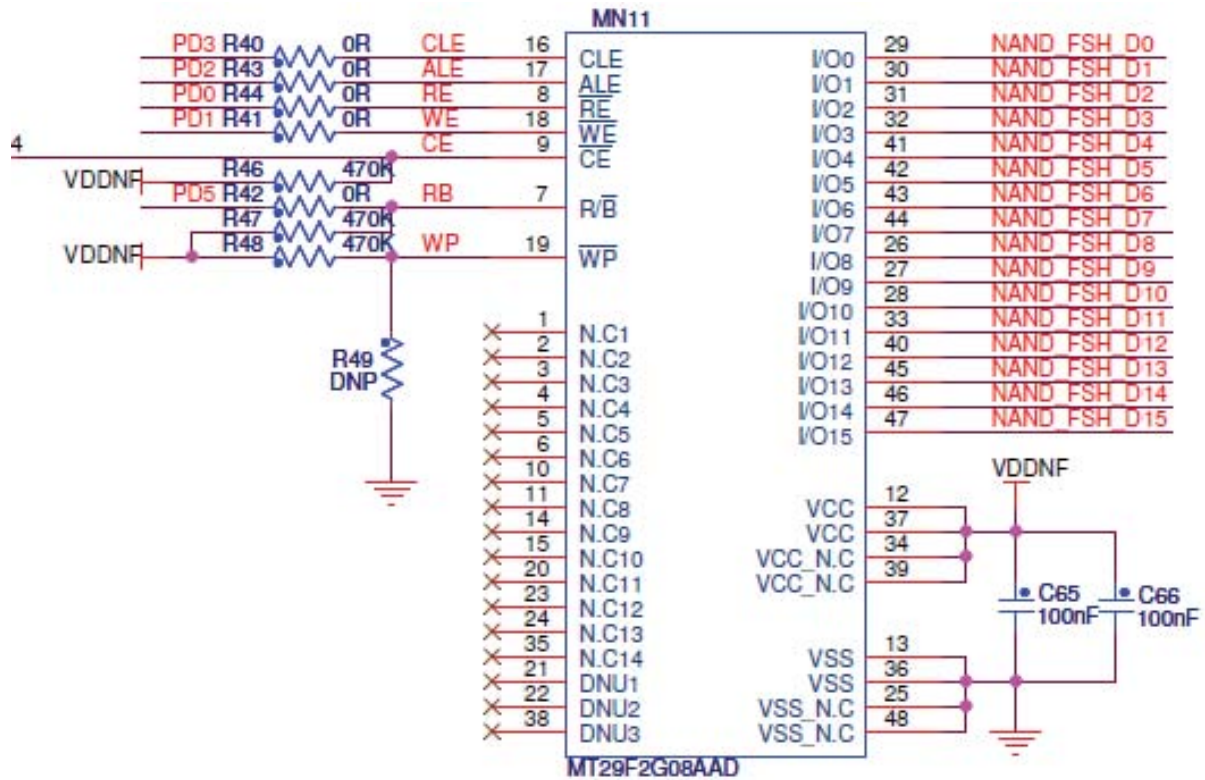 MN11
PD3 R40 0R CLE 16 CLE I/O0 29 NAND_FSH_D0
PD2 R43 0R ALE 17 ALE I/O1 30 NAND_FSH_D1
PD0 R44 0R RE 8 RE I/O2 31 NAND_FSH_D2
PD1 R41 0R WE 18 WE I/O3 32 NAND_FSH_D3
4 CE 9 CE I/O4 41 NAND_FSH_D4
VDDNF R46 470K I/O5 42 NAND_FSH_D5
PD5 R42 0R RB 7 R/B I/O6 43 NAND_FSH_D6
R47 470K I/O7 44 NAND_FSH_D7
VDDNF R48 470K WP 19 WP I/O8 26 NAND_FSH_D8
I/O9 27 NAND_FSH_D9
I/O10 28 NAND_FSH_D10
1 N.C1 I/O11 33 NAND_FSH_D11
2 N.C2 I/O12 40 NAND_FSH_D12
R49
DNP
3 N.C3 I/O13 45 NAND_FSH_D13
4 N.C4 I/O14 46 NAND_FSH_D14
5 N.C5 I/O15 47 NAND_FSH_D15
6 N.C6
VDDNF
10 N.C7
11 N.C8 VCC 12
14 N.C9 VCC 37
15 N.C10 VCC_N.C 34
20 N.C11 VCC_N.C 39
23 N.C12
C65
100nF
C66
100nF
24 N.C13
35 N.C14 VSS 13
21 DNU1 VSS 36
22 DNU2 VSS_N.C 25
38 DNU3 VSS_N.C 48
MT29F2G08AAD